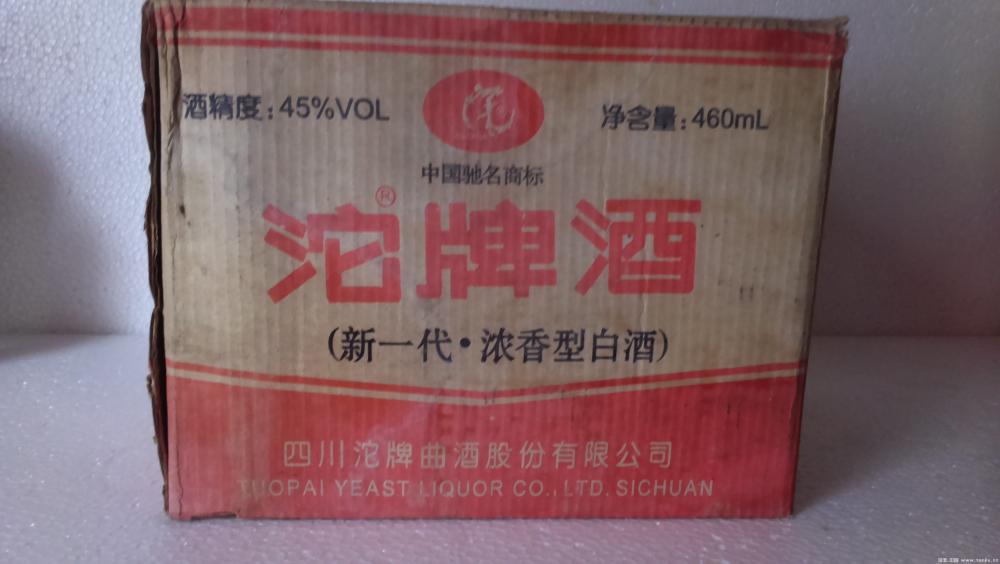 酒精度:45%VOL
净含量:460mL
中国驰名商标
沱®牌酒
(新一代·浓香型白酒)
四川沱牌曲酒股份有限公司
TUOPAI YEAST LIQUOR CO.,LTD. SICHUAN